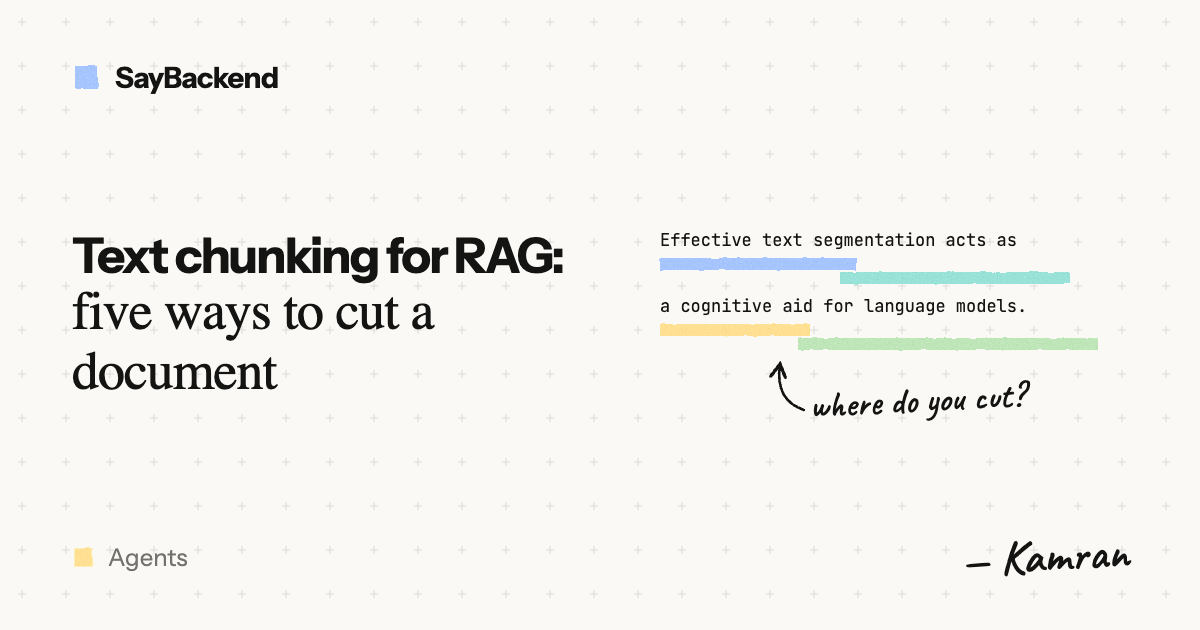 SayBackend
Text chunking for RAG:
five ways to cut a
document
Effective text segmentation acts as
a cognitive aid for language models.
where do you cut?
Agents
— Kamran